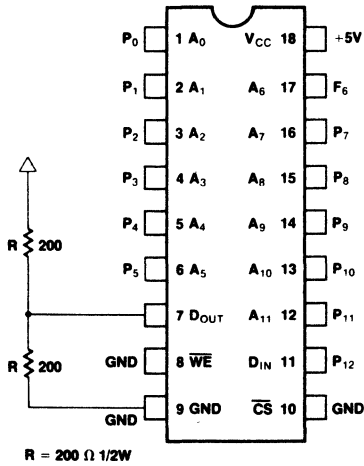 P0 1 A0 VCC 18 +5V
P1 2 A1 A6 17 F6
P2 3 A2 A7 16 P7
P3 4 A3 A8 15 P8
P4 5 A4 A9 14 P9
P5 6 A5 A10 13 P10
R 200
7 DOUT A11 12 P11
R 200
GND 8 W̅E̅ DIN 11 P12
GND 9 GND C̅S̅ 10 GND
R = 200 Ω 1/2W